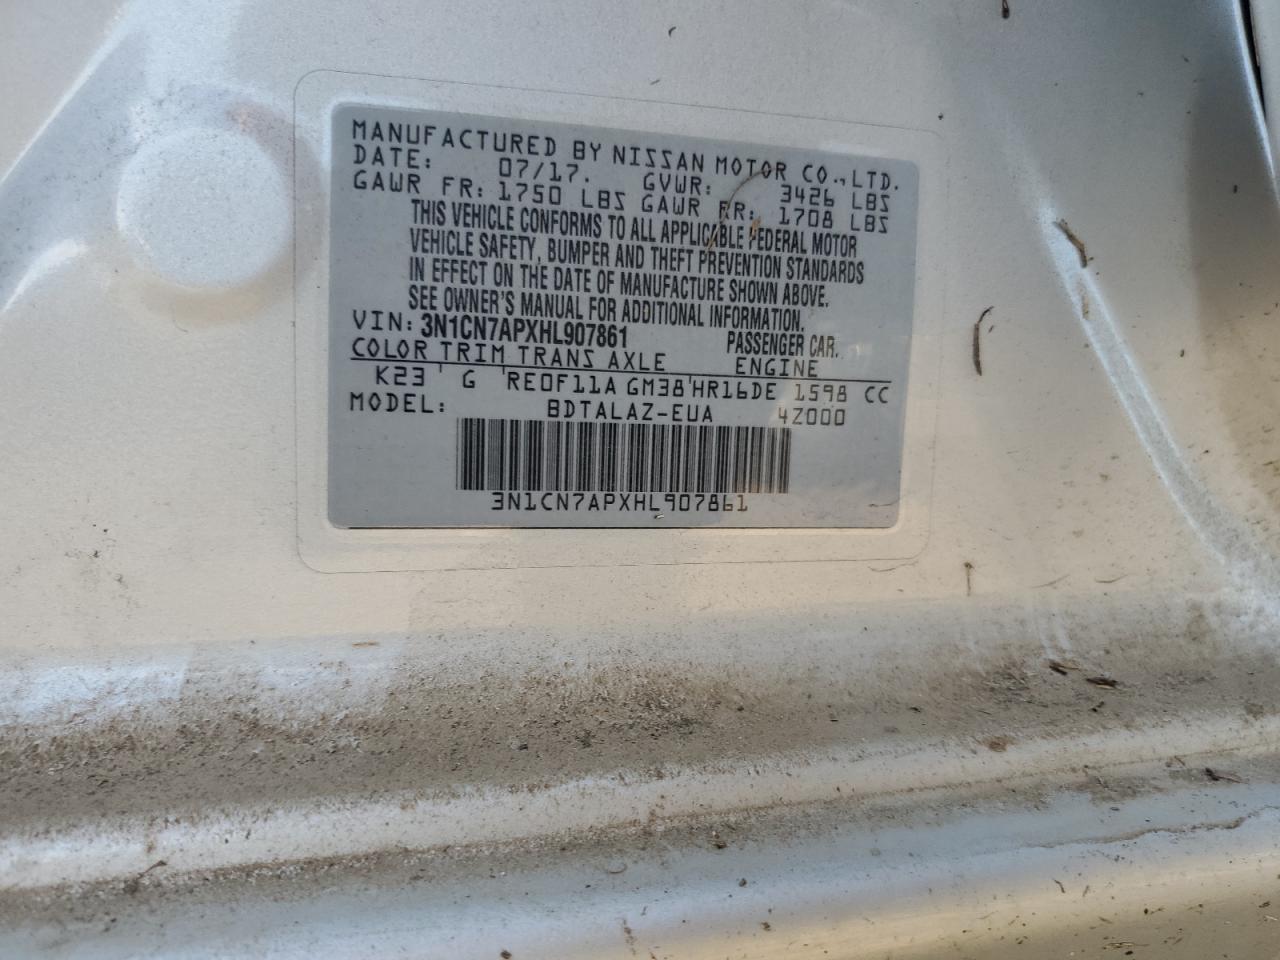 MANUFACTURED BY NISSAN MOTOR CO.,LTD.
DATE: 07/17. GVWR: 3426 LBS
GAWR FR: 1750 LBS GAWR RR: 1708 LBS
THIS VEHICLE CONFORMS TO ALL APPLICABLE FEDERAL MOTOR
VEHICLE SAFETY, BUMPER AND THEFT PREVENTION STANDARDS
IN EFFECT ON THE DATE OF MANUFACTURE SHOWN ABOVE.
SEE OWNER'S MANUAL FOR ADDITIONAL INFORMATION.
VIN: 3N1CN7APXHL907861 PASSENGER CAR.
COLOR TRIM TRANS AXLE ENGINE
K23 ' G 'RE0F11A GM38'HR16DE 1598 CC
MODEL: BDTALAZ-EUA 4Z000
3N1CN7APXHL907861